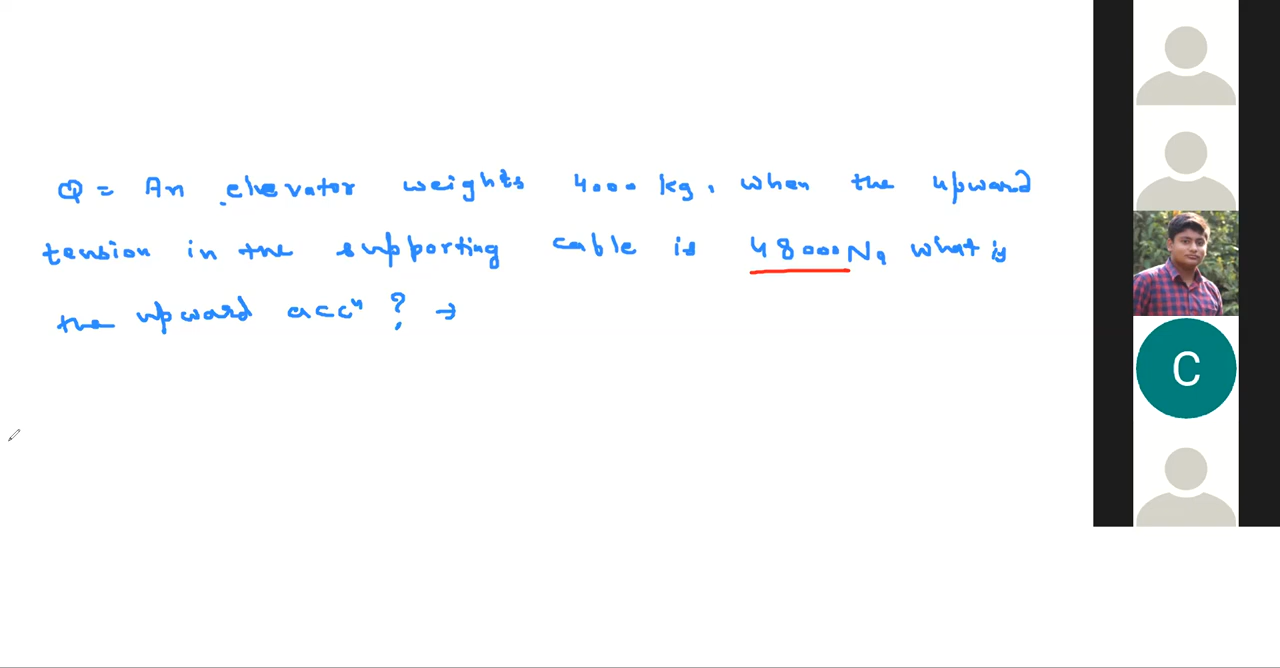 Q = An elevator weights 4000 kg. when the upward
tension in the supporting cable is 48000N, what is
the upward accⁿ ? →
C